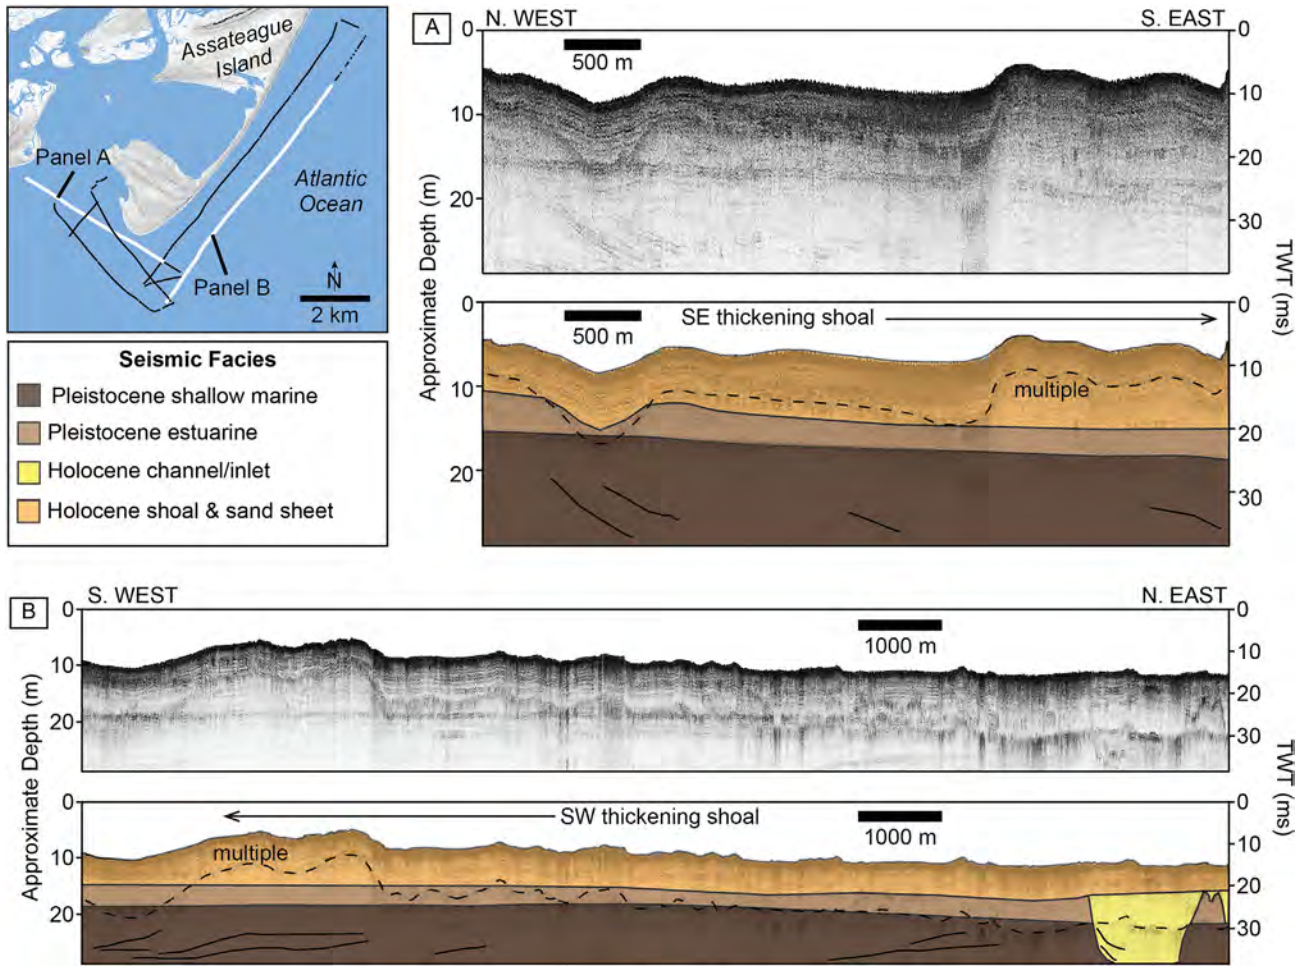 Assateague
Island
Panel A
Atlantic
Ocean
Panel B
N
2 km
Seismic Facies
Pleistocene shallow marine
Pleistocene estuarine
Holocene channel/inlet
Holocene shoal & sand sheet
A
N. WEST
S. EAST
500 m
0
10
20
Approximate Depth (m)
0
10
20
30
TWT (ms)
500 m
SE thickening shoal
multiple
0
10
20
0
10
20
30
B
S. WEST
N. EAST
1000 m
0
10
20
Approximate Depth (m)
0
10
20
30
TWT (ms)
SW thickening shoal
1000 m
multiple
0
10
20
0
10
20
30